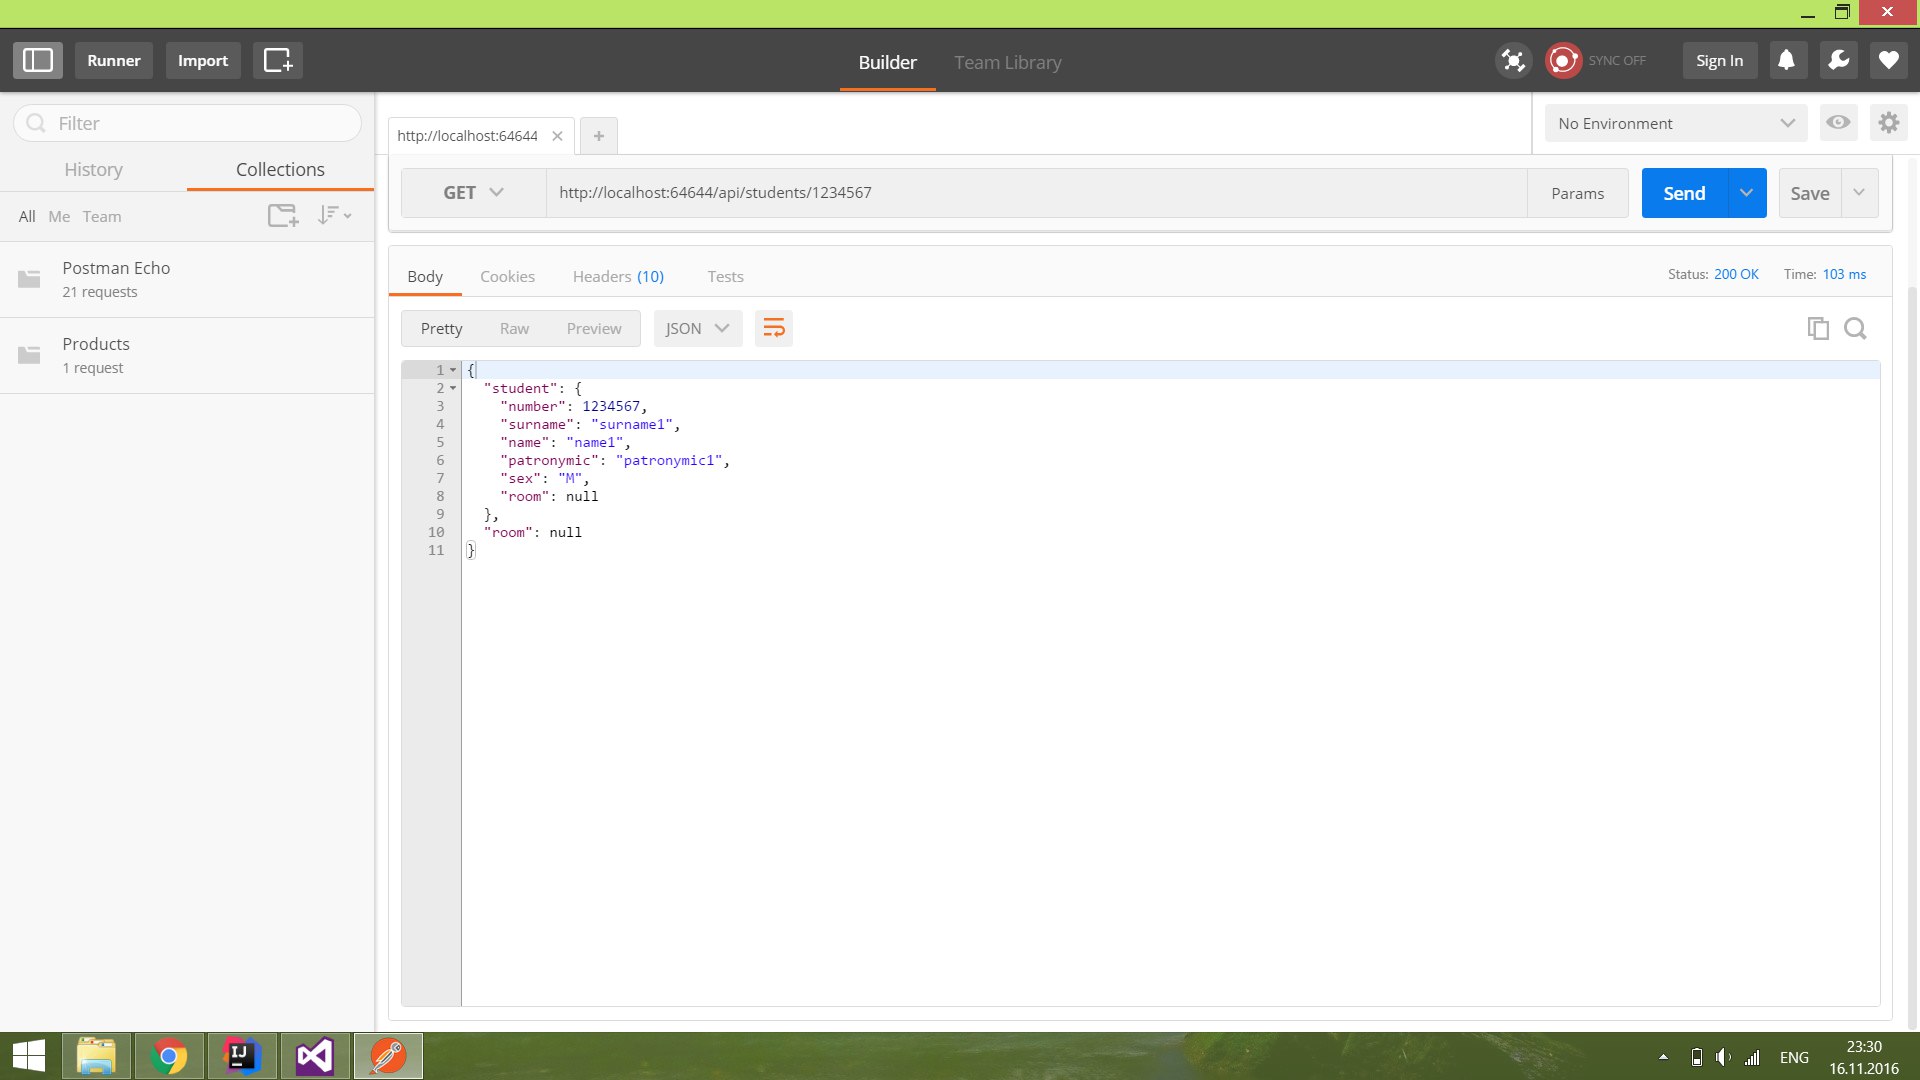 Runner
Import
Builder
Team Library
SYNC OFF
Sign In
Filter
History
Collections
All
Me
Team
Postman Echo
21 requests
Products
1 request
http://localhost:64644
No Environment
GET
http://localhost:64644/api/students/1234567
Params
Send
Save
Body
Cookies
Headers (10)
Tests
Status: 200 OK
Time: 103 ms
Pretty
Raw
Preview
JSON
1 {
2 "student": {
3 "number": 1234567,
4 "surname": "surname1",
5 "name": "name1",
6 "patronymic": "patronymic1",
7 "sex": "M",
8 "room": null
9 },
10 "room": null
11 }
IJ
ENG
23:30
16.11.2016